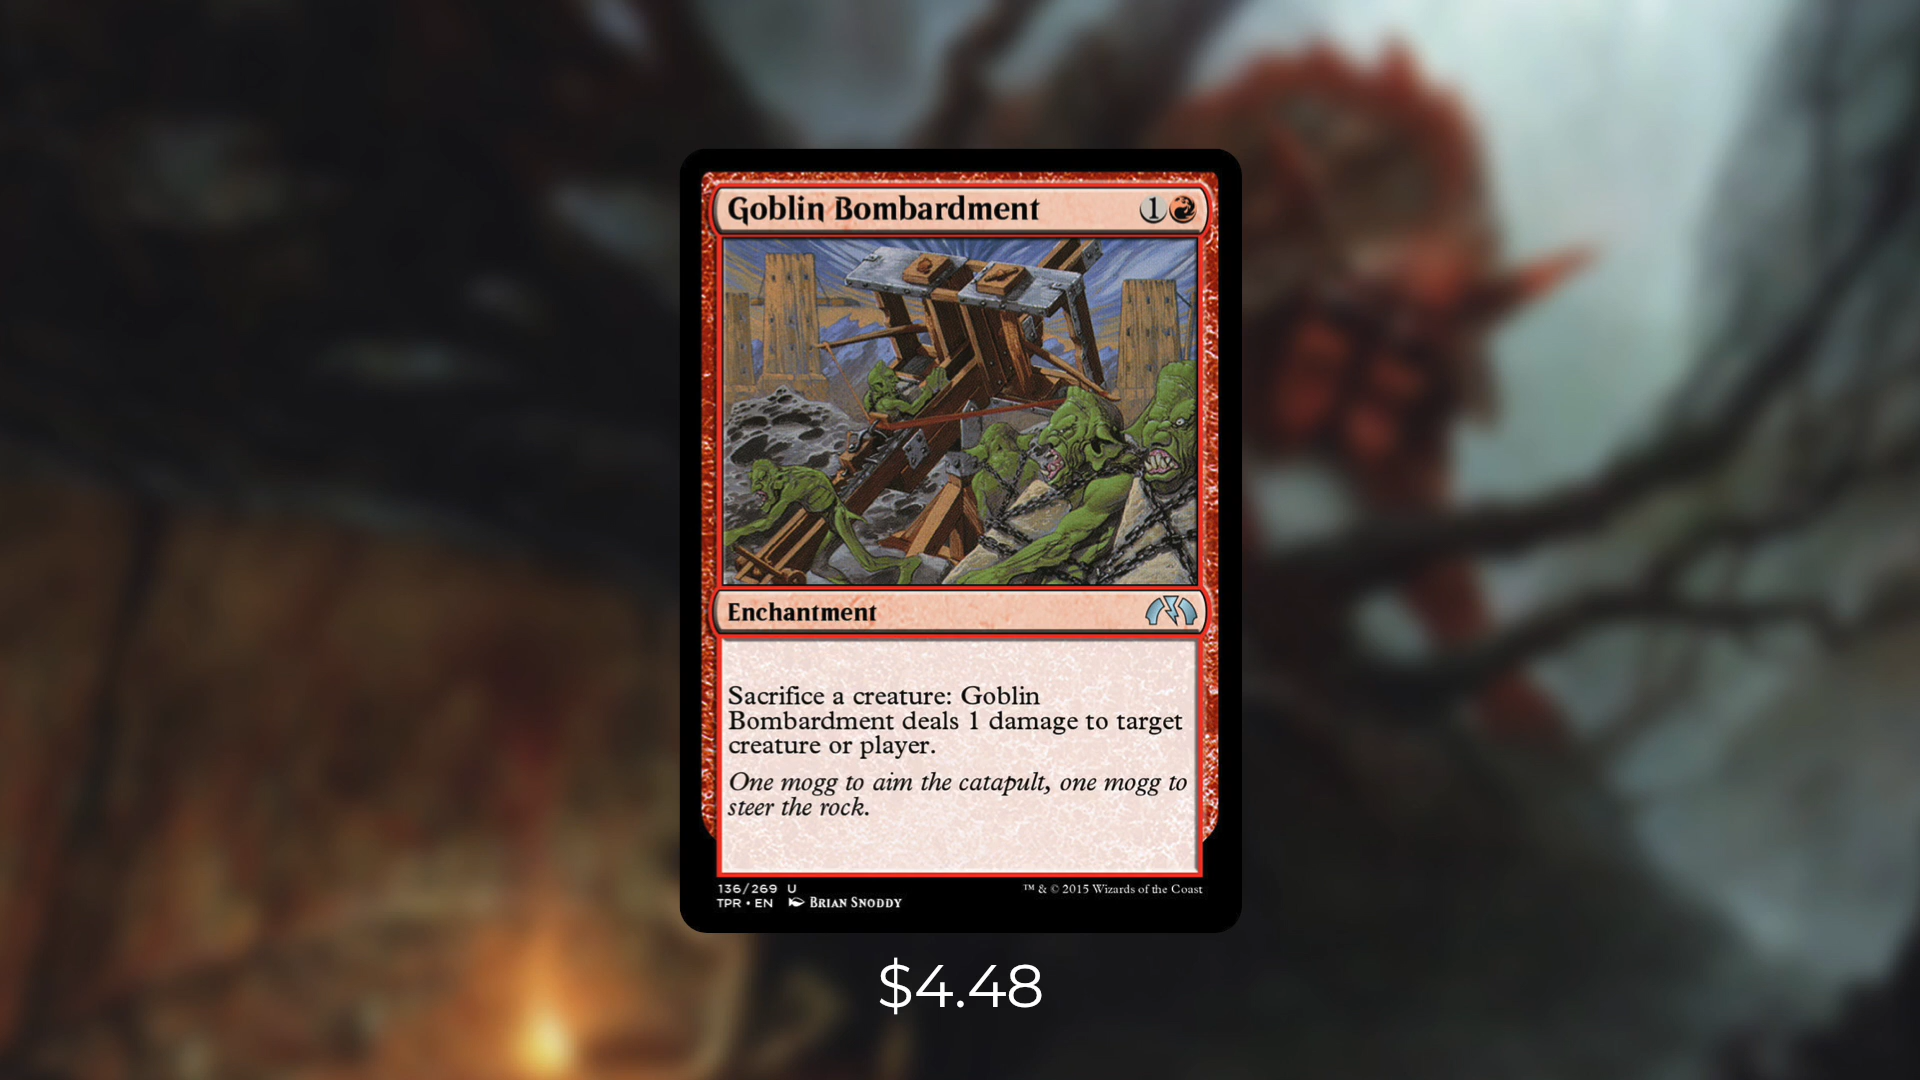 Goblin Bombardment 1
Enchantment
Sacrifice a creature: Goblin
Bombardment deals 1 damage to target
creature or player.
One mogg to aim the catapult, one mogg to
steer the rock.
136/269 U
™ & © 2015 Wizards of the Coast
TPR • EN Brian Snoddy
$4.48